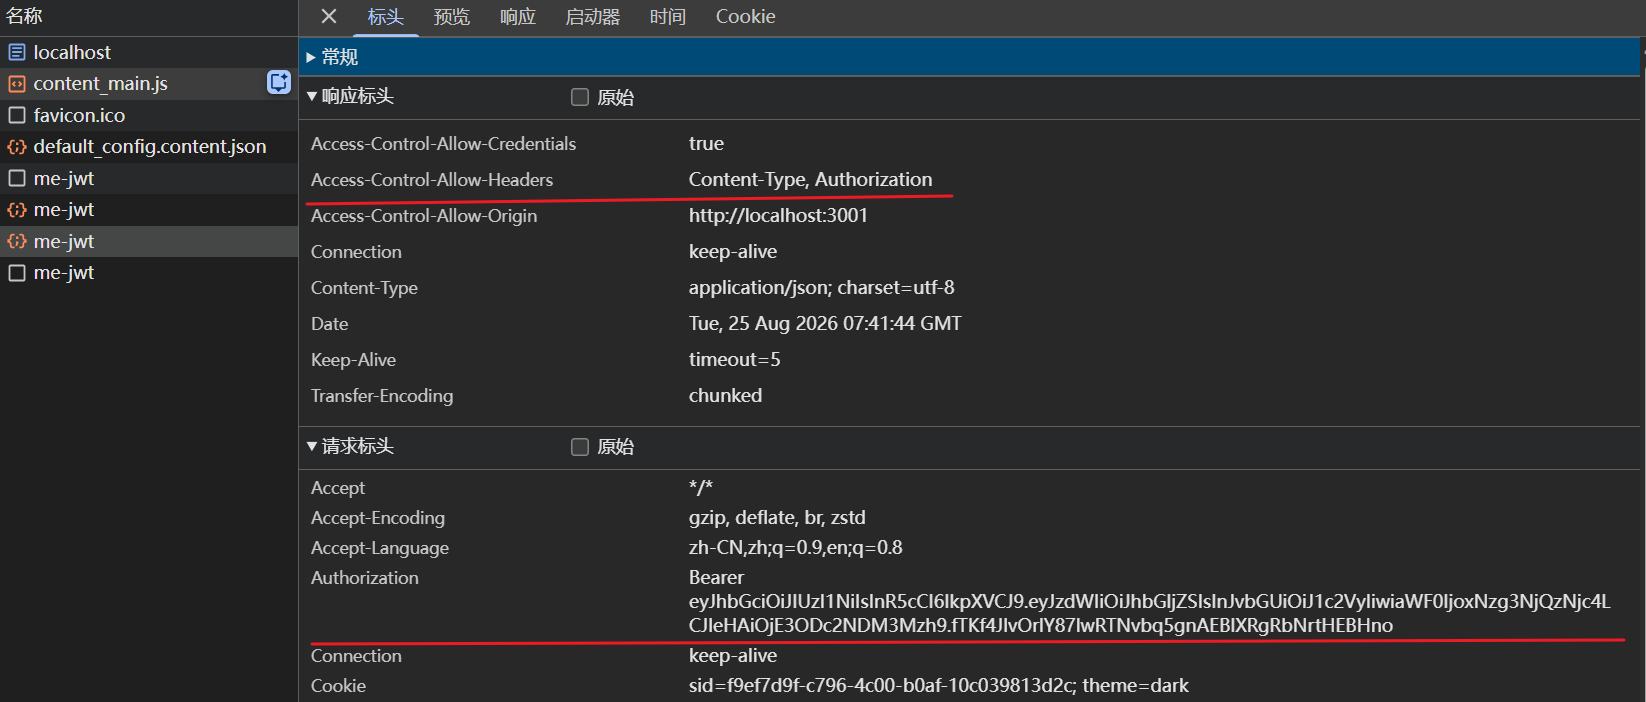 名称
localhost
content_main.js
favicon.ico
default_config.content.json
me-jwt
me-jwt
me-jwt
me-jwt
标头 预览 响应 启动器 时间 Cookie
常规
响应标头 原始
Access-Control-Allow-Credentials true
Access-Control-Allow-Headers Content-Type, Authorization
Access-Control-Allow-Origin http://localhost:3001
Connection keep-alive
Content-Type application/json; charset=utf-8
Date Tue, 25 Aug 2026 07:41:44 GMT
Keep-Alive timeout=5
Transfer-Encoding chunked
请求标头 原始
Accept */*
Accept-Encoding gzip, deflate, br, zstd
Accept-Language zh-CN,zh;q=0.9,en;q=0.8
Authorization Bearer
eyJhbGciOiJIUzI1NiIsInR5cCI6IkpXVCJ9.eyJzdWIiOiJhbGljZSIsInJvbGUiOiJ1c2VyIiwiaWF0IjoxNzg3NjQzNjc4L
CJleHAiOjE3ODc2NDM3Mzh9.fTKf4JIvOrIY87IwRTNvbq5gnAEBIXRgRbNrtHEBHno
Connection keep-alive
Cookie sid=f9ef7d9f-c796-4c00-b0af-10c039813d2c; theme=dark